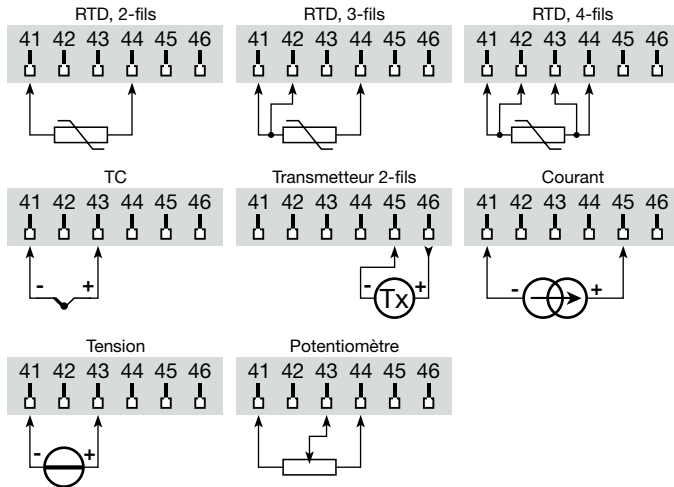 RTD, 2-fils
41 42 43 44 45 46
RTD, 3-fils
41 42 43 44 45 46
RTD, 4-fils
41 42 43 44 45 46
TC
41 42 43 44 45 46
- +
Transmetteur 2-fils
41 42 43 44 45 46
- Tx +
Courant
41 42 43 44 45 46
- +
Tension
41 42 43 44 45 46
- +
Potentiomètre
41 42 43 44 45 46